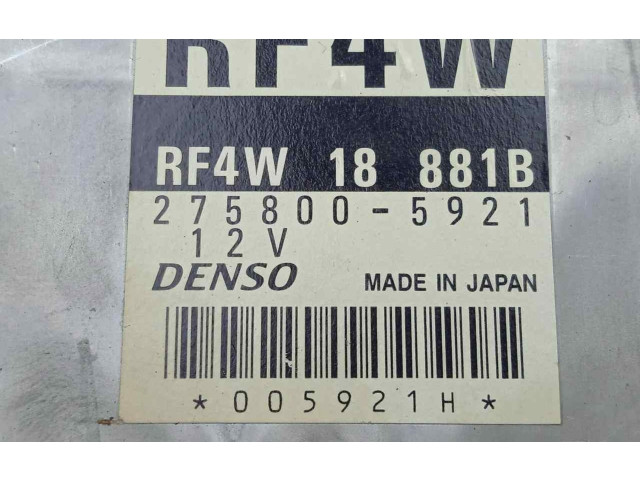 RF4W
RF4W 18 881B
275800-5921
12V
DENSO MADE IN JAPAN
*005921H*